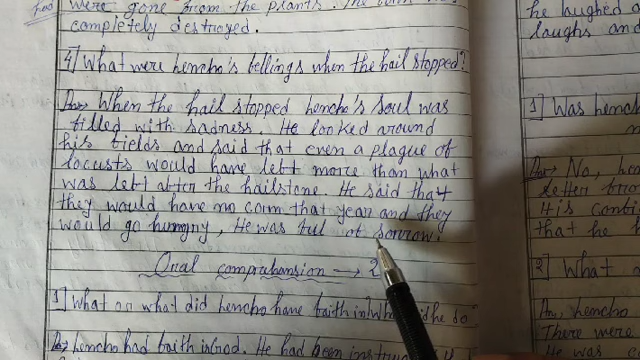 were gone from the plants. The corn was
completely destroyed.
4] What were Lencho's fellings when the hail stopped?
Ans→ When the hail stopped Lencho's soul was
filled with sadness. He looked around
his fields and said that even a plague of
locusts would have left more than what
was left after the hailstone. He said that
they would have no corn that year and they
would go hungry, He was full of sorrow.
Oral comprehension → 2
1] What or what did Lencho have faith in?
Ans→ Lencho had faith in God. He had been
he laughed
laughs and
1] Was Lencho
Ans→ No,
letter
His
that he
2] What
Ans, Lencho
There were
He was